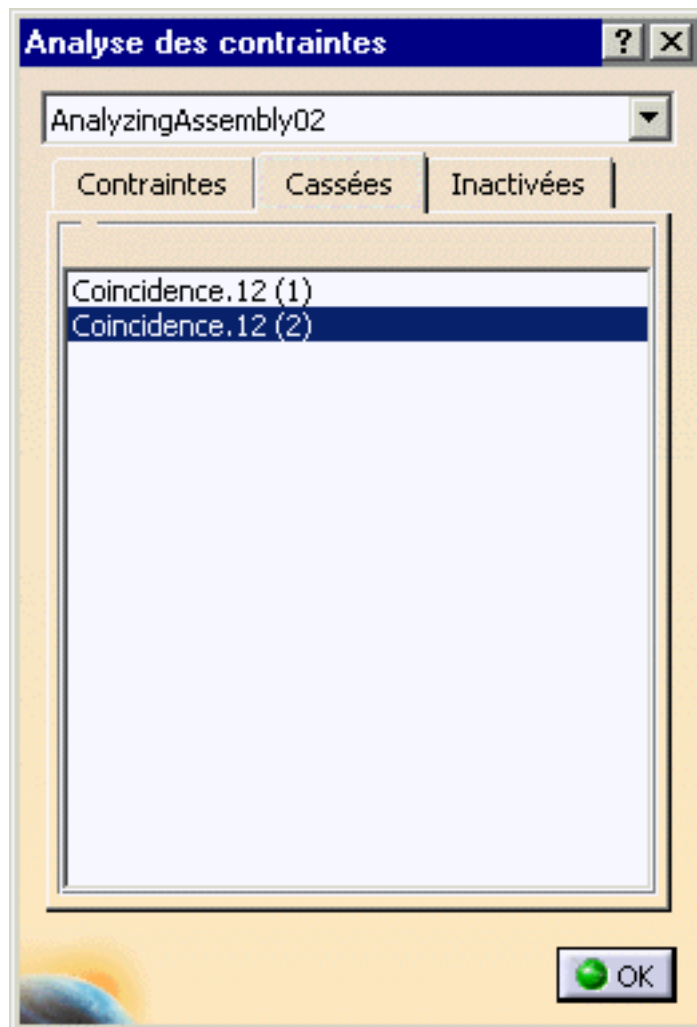 Analyse des contraintes
AnalyzingAssembly02
Contraintes Cassées Inactivées
Coincidence.12 (1)
Coincidence.12 (2)
OK